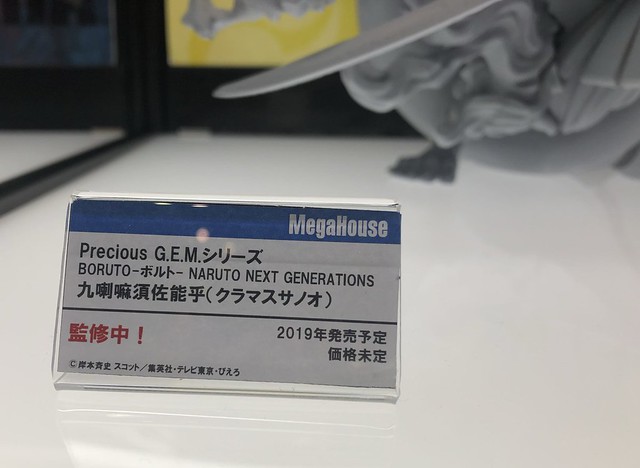 MegaHouse
Precious G.E.M.シリーズ
BORUTO-ボルト- NARUTO NEXT GENERATIONS
九喇嘛須佐能乎(クラマスサノオ)
監修中!
2019年発売予定
価格未定
©岸本斉史 スコット/集英社・テレビ東京・ぴえろ